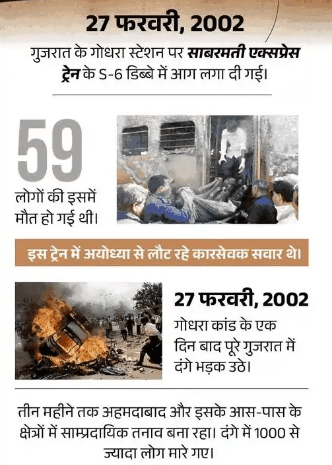 27 फरवरी, 2002
गुजरात के गोधरा स्टेशन पर साबरमती एक्सप्रेस
ट्रेन के S-6 डिब्बे में आग लगा दी गई।
59
लोगों की इसमें
मौत हो गई थी।
इस ट्रेन में अयोध्या से लौट रहे कारसेवक सवार थे।
27 फरवरी, 2002
गोधरा कांड के एक
दिन बाद पूरे गुजरात में
दंगे भड़क उठे।
तीन महीने तक अहमदाबाद और इसके आस-पास के
क्षेत्रों में साम्प्रदायिक तनाव बना रहा। दंगे में 1000 से
ज्यादा लोग मारे गए।